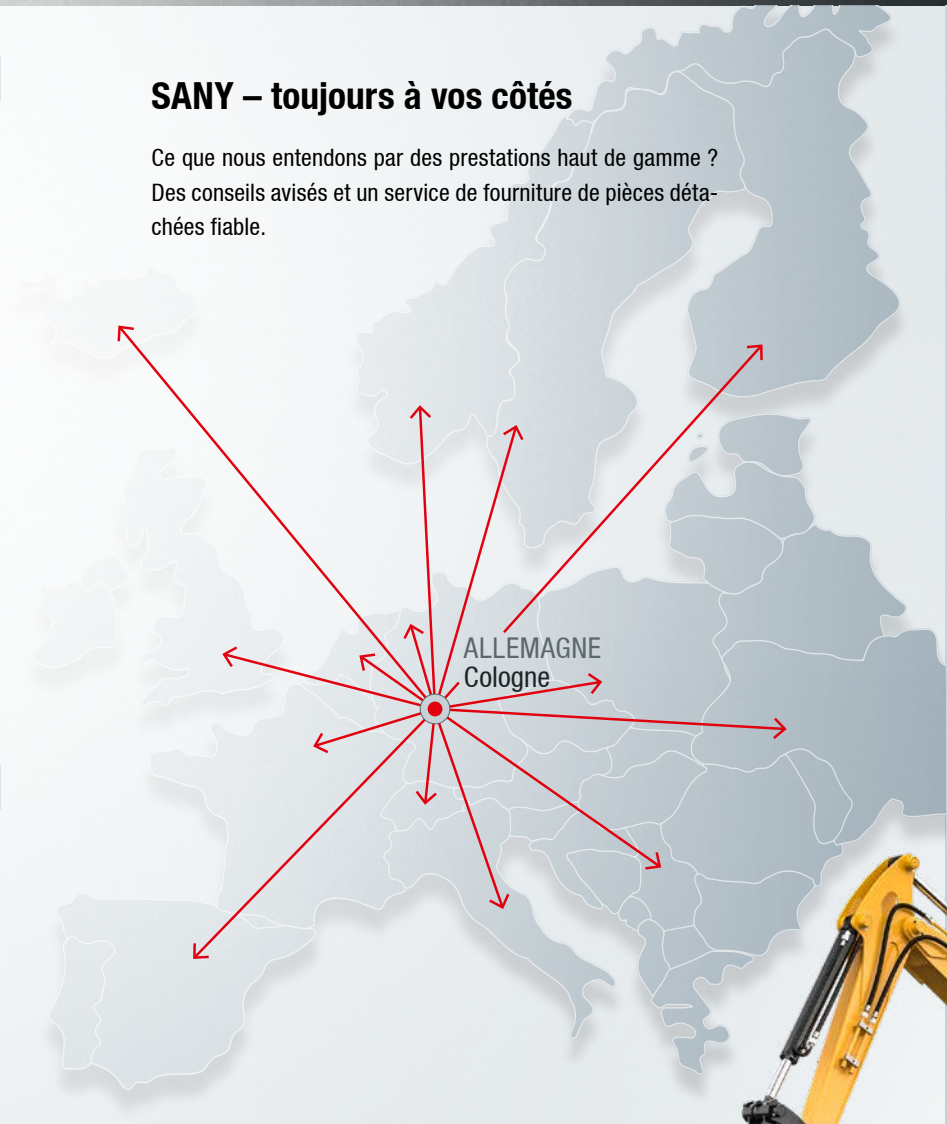 SANY – toujours à vos côtés
Ce que nous entendons par des prestations haut de gamme ?
Des conseils avisés et un service de fourniture de pièces déta-
chées fiable.
ALLEMAGNE
Cologne